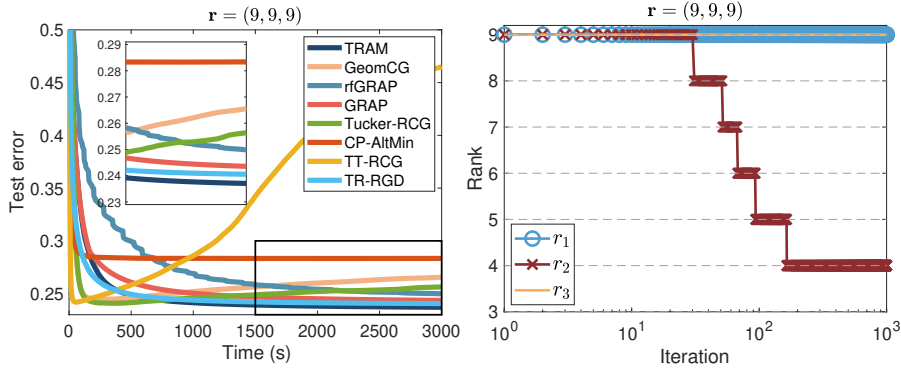 r = (9, 9, 9)
0.5
0.45
0.4
0.35
0.3
0.25
0.29
0.28
0.27
0.26
0.25
0.24
0.23
TRAM
GeomCG
rfGRAP
GRAP
Tucker-RCG
CP-AltMin
TT-RCG
TR-RGD
0 500 1000 1500 2000 2500 3000
Time (s)
Test error
r = (9, 9, 9)
9
8
7
6
5
4
3
r1
r2
r3
10^0 10^1 10^2 10^3
Iteration
Rank